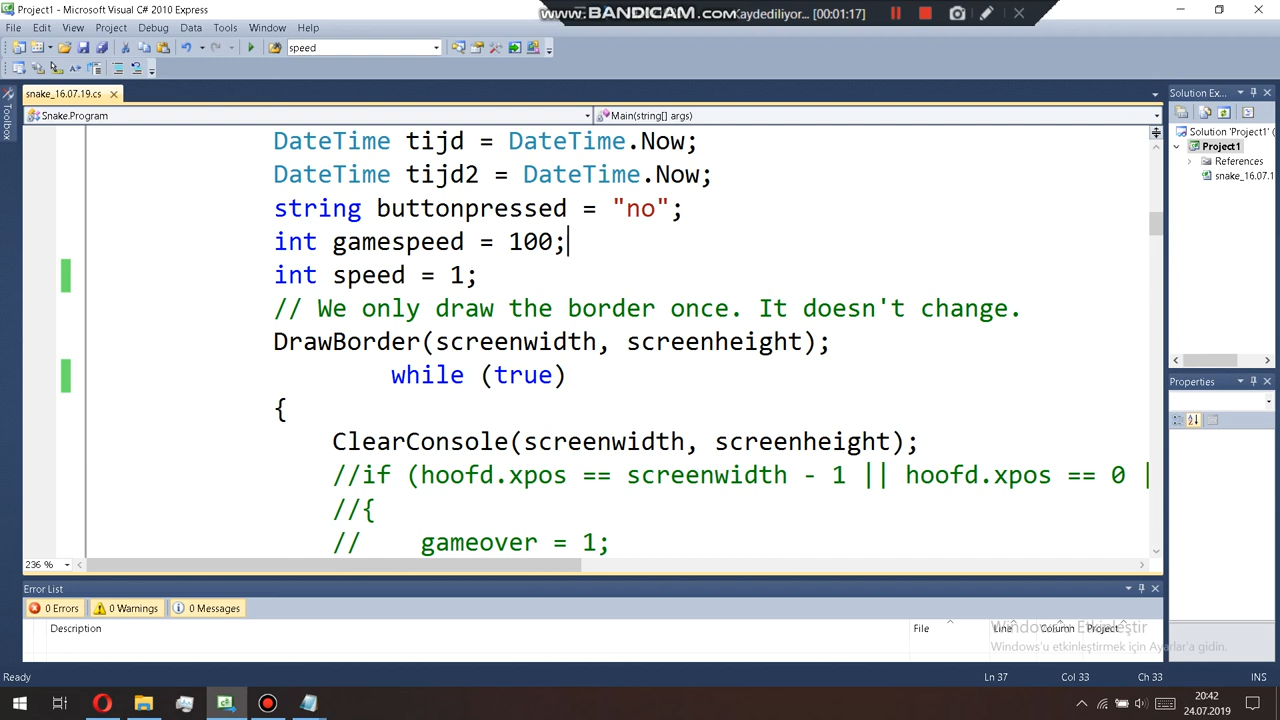 Project1 - Microsoft Visual C# 2010 Express
www.BANDICAM.com Kaydediliyor... [00:01:17]
File Edit View Project Debug Data Tools Window Help
speed
snake_16.07.19.cs
Snake.Program
Main(string[] args)
DateTime tijd = DateTime.Now;
DateTime tijd2 = DateTime.Now;
string buttonpressed = "no";
int gamespeed = 100;
int speed = 1;
// We only draw the border once. It doesn't change.
DrawBorder(screenwidth, screenheight);
while (true)
{
ClearConsole(screenwidth, screenheight);
//if (hoofd.xpos == screenwidth - 1 || hoofd.xpos == 0 |
//{
// gameover = 1;
236 %
Toolbox
Solution Ex...
Solution 'Project1'
Project1
References
snake_16.07.1
Properties
Error List
0 Errors 0 Warnings 0 Messages
Description File Line Column Project
Windows'u Etkinleştir
Windows'u etkinleştirmek için Ayarlar'a gidin.
Ready Ln 37 Col 33 Ch 33 INS
20:42
24.07.2019